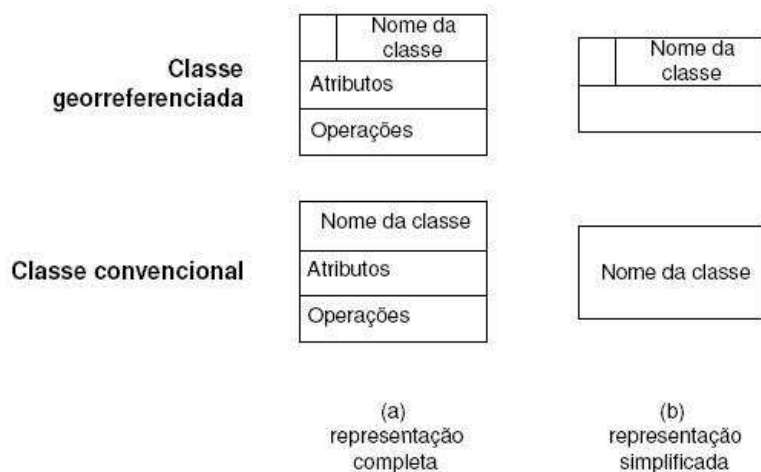 Classe
georreferenciada
Nome da
classe
Atributos
Operações
Nome da
classe
Classe convencional
Nome da classe
Atributos
Operações
Nome da classe
(a)
representação
completa
(b)
representação
simplificada